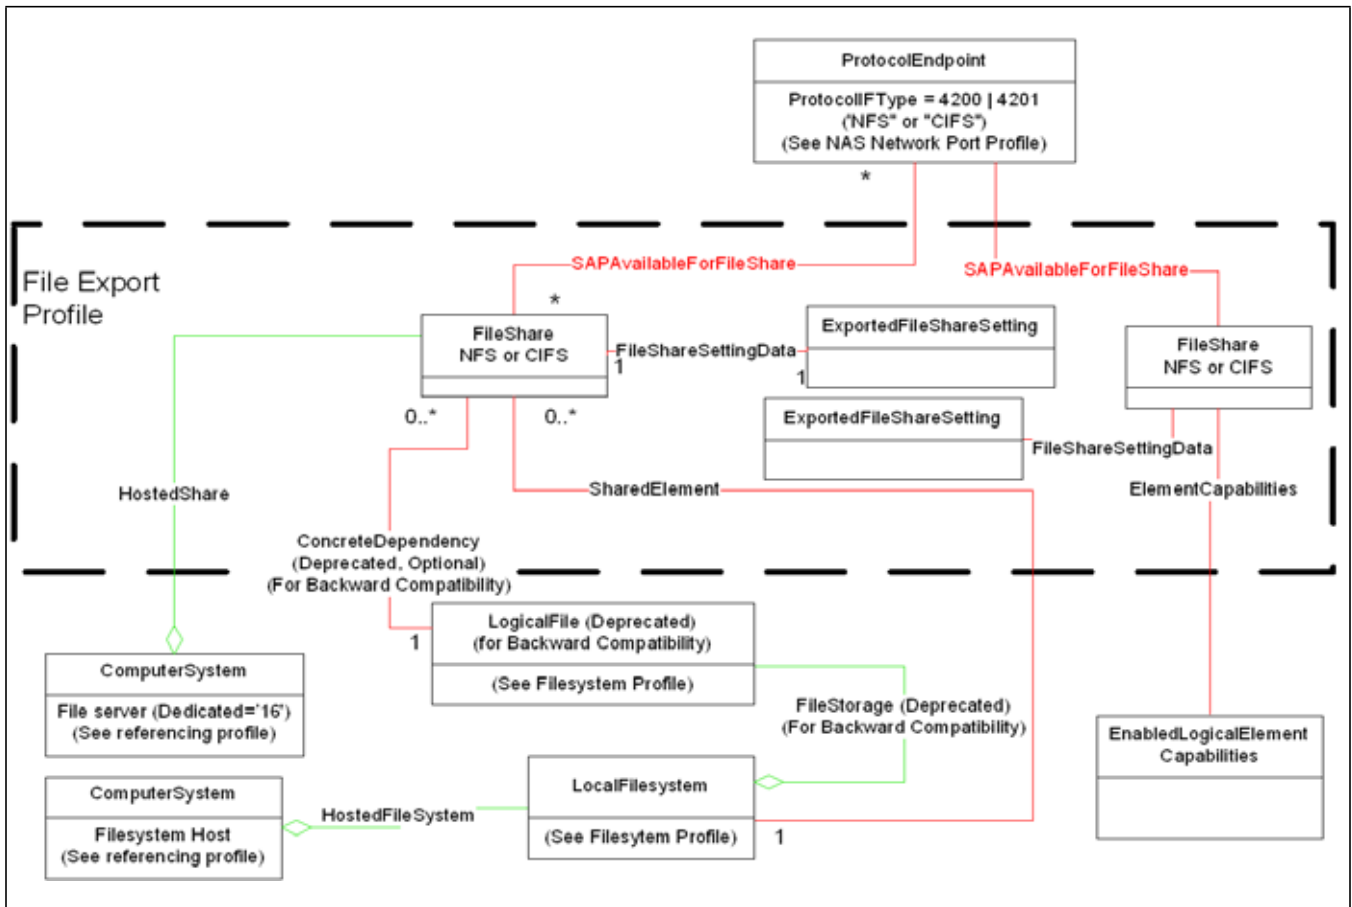 ProtocolEndpoint
ProtocolIFType = 4200 | 4201
('NFS" or "CIFS")
(See NAS Network Port Profile)
*
File Export
Profile
SAPAvailableForFileShare
SAPAvailableForFileShare
*
FileShare
NFS or CIFS
FileShareSettingData
1
1
ExportedFileShareSetting
FileShare
NFS or CIFS
0..*
0..*
ExportedFileShareSetting
FileShareSettingData
HostedShare
SharedElement
ElementCapabilities
ConcreteDependency
(Deprecated, Optional)
(For Backward Compatibility)
1
LogicalFile (Deprecated)
(for Backward Compatibility)
(See Filesystem Profile)
ComputerSystem
File server (Dedicated='16')
(See referencing profile)
FileStorage (Deprecated)
(For Backward Compatibility)
EnabledLogicalElement
Capabilities
ComputerSystem
Filesystem Host
(See referencing profile)
HostedFileSystem
LocalFilesystem
(See Filesytem Profile)
1